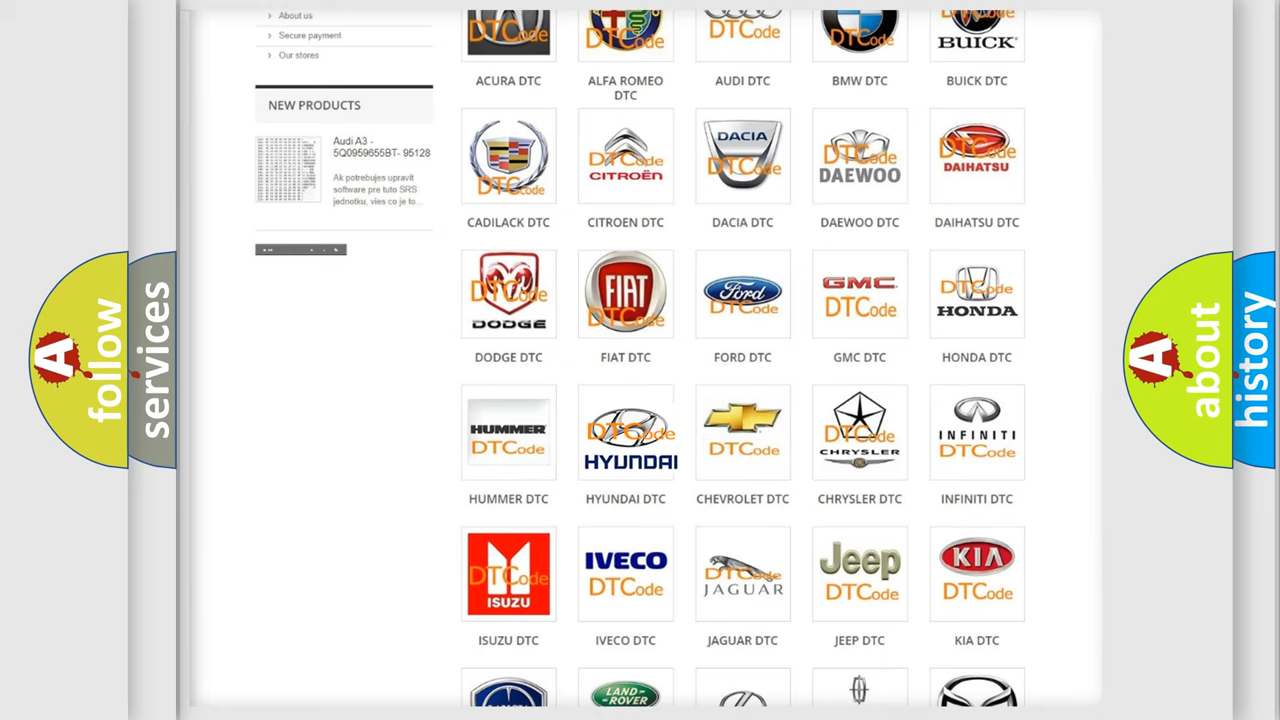 About us
Secure payment
Our stores
NEW PRODUCTS
Audi A3 -
5Q0959655BT- 95128
Ak potrebujes upravit
software pre tuto SRS
jednotku, vies co je to...
DTCode
DTCode
DTCode
DTCode
BUICK
ACURA DTC
ALFA ROMEO
DTC
AUDI DTC
BMW DTC
BUICK DTC
DTCode
DTCode
CITROËN
DACIA
DTCode
DTCode
DAEWOO
DTCode
DAIHATSU
CADILACK DTC
CITROEN DTC
DACIA DTC
DAEWOO DTC
DAIHATSU DTC
DTCode
DODGE
FIAT
DTCode
Ford
DTCode
GMC
DTCode
DTCode
HONDA
DODGE DTC
FIAT DTC
FORD DTC
GMC DTC
HONDA DTC
HUMMER
DTCode
DTCode
HYUNDAI
DTCode
DTCode
CHRYSLER
INFINITI
DTCode
HUMMER DTC
HYUNDAI DTC
CHEVROLET DTC
CHRYSLER DTC
INFINITI DTC
DTCode
ISUZU
IVECO
DTCode
DTCode
JAGUAR
Jeep
DTCode
KIA
DTCode
ISUZU DTC
IVECO DTC
JAGUAR DTC
JEEP DTC
KIA DTC
LAND-
ROVER
A
follow
services
A
about
history